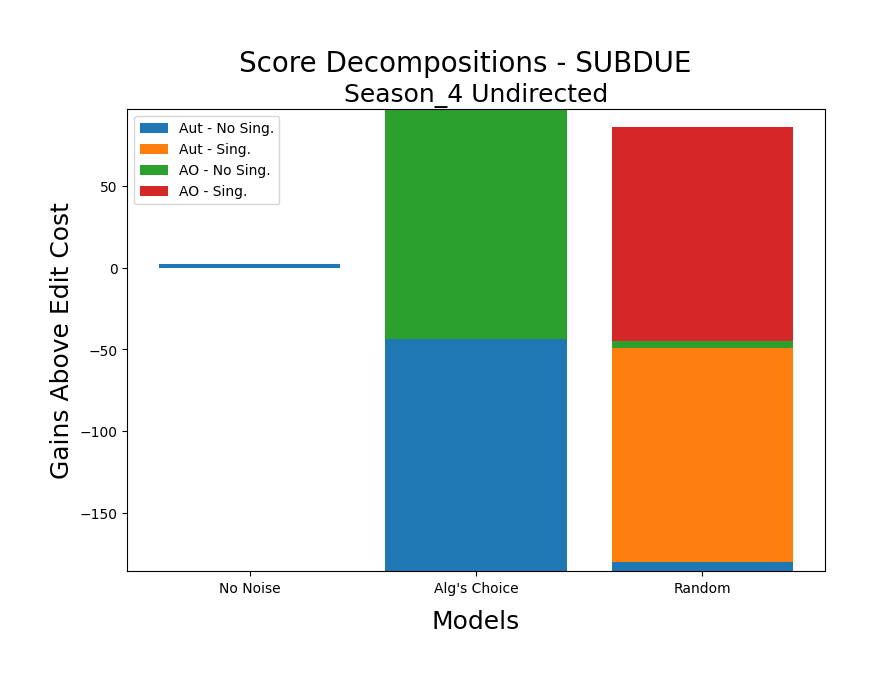 Score Decompositions - SUBDUE
Season_4 Undirected
Aut - No Sing.
Aut - Sing.
AO - No Sing.
AO - Sing.
Gains Above Edit Cost
50
0
−50
−100
−150
No Noise
Alg's Choice
Random
Models